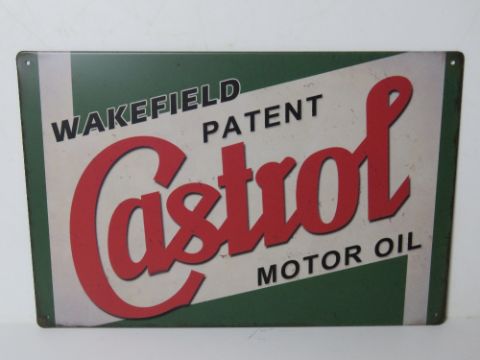 WAKEFIELD
PATENT
Castrol
MOTOR OIL